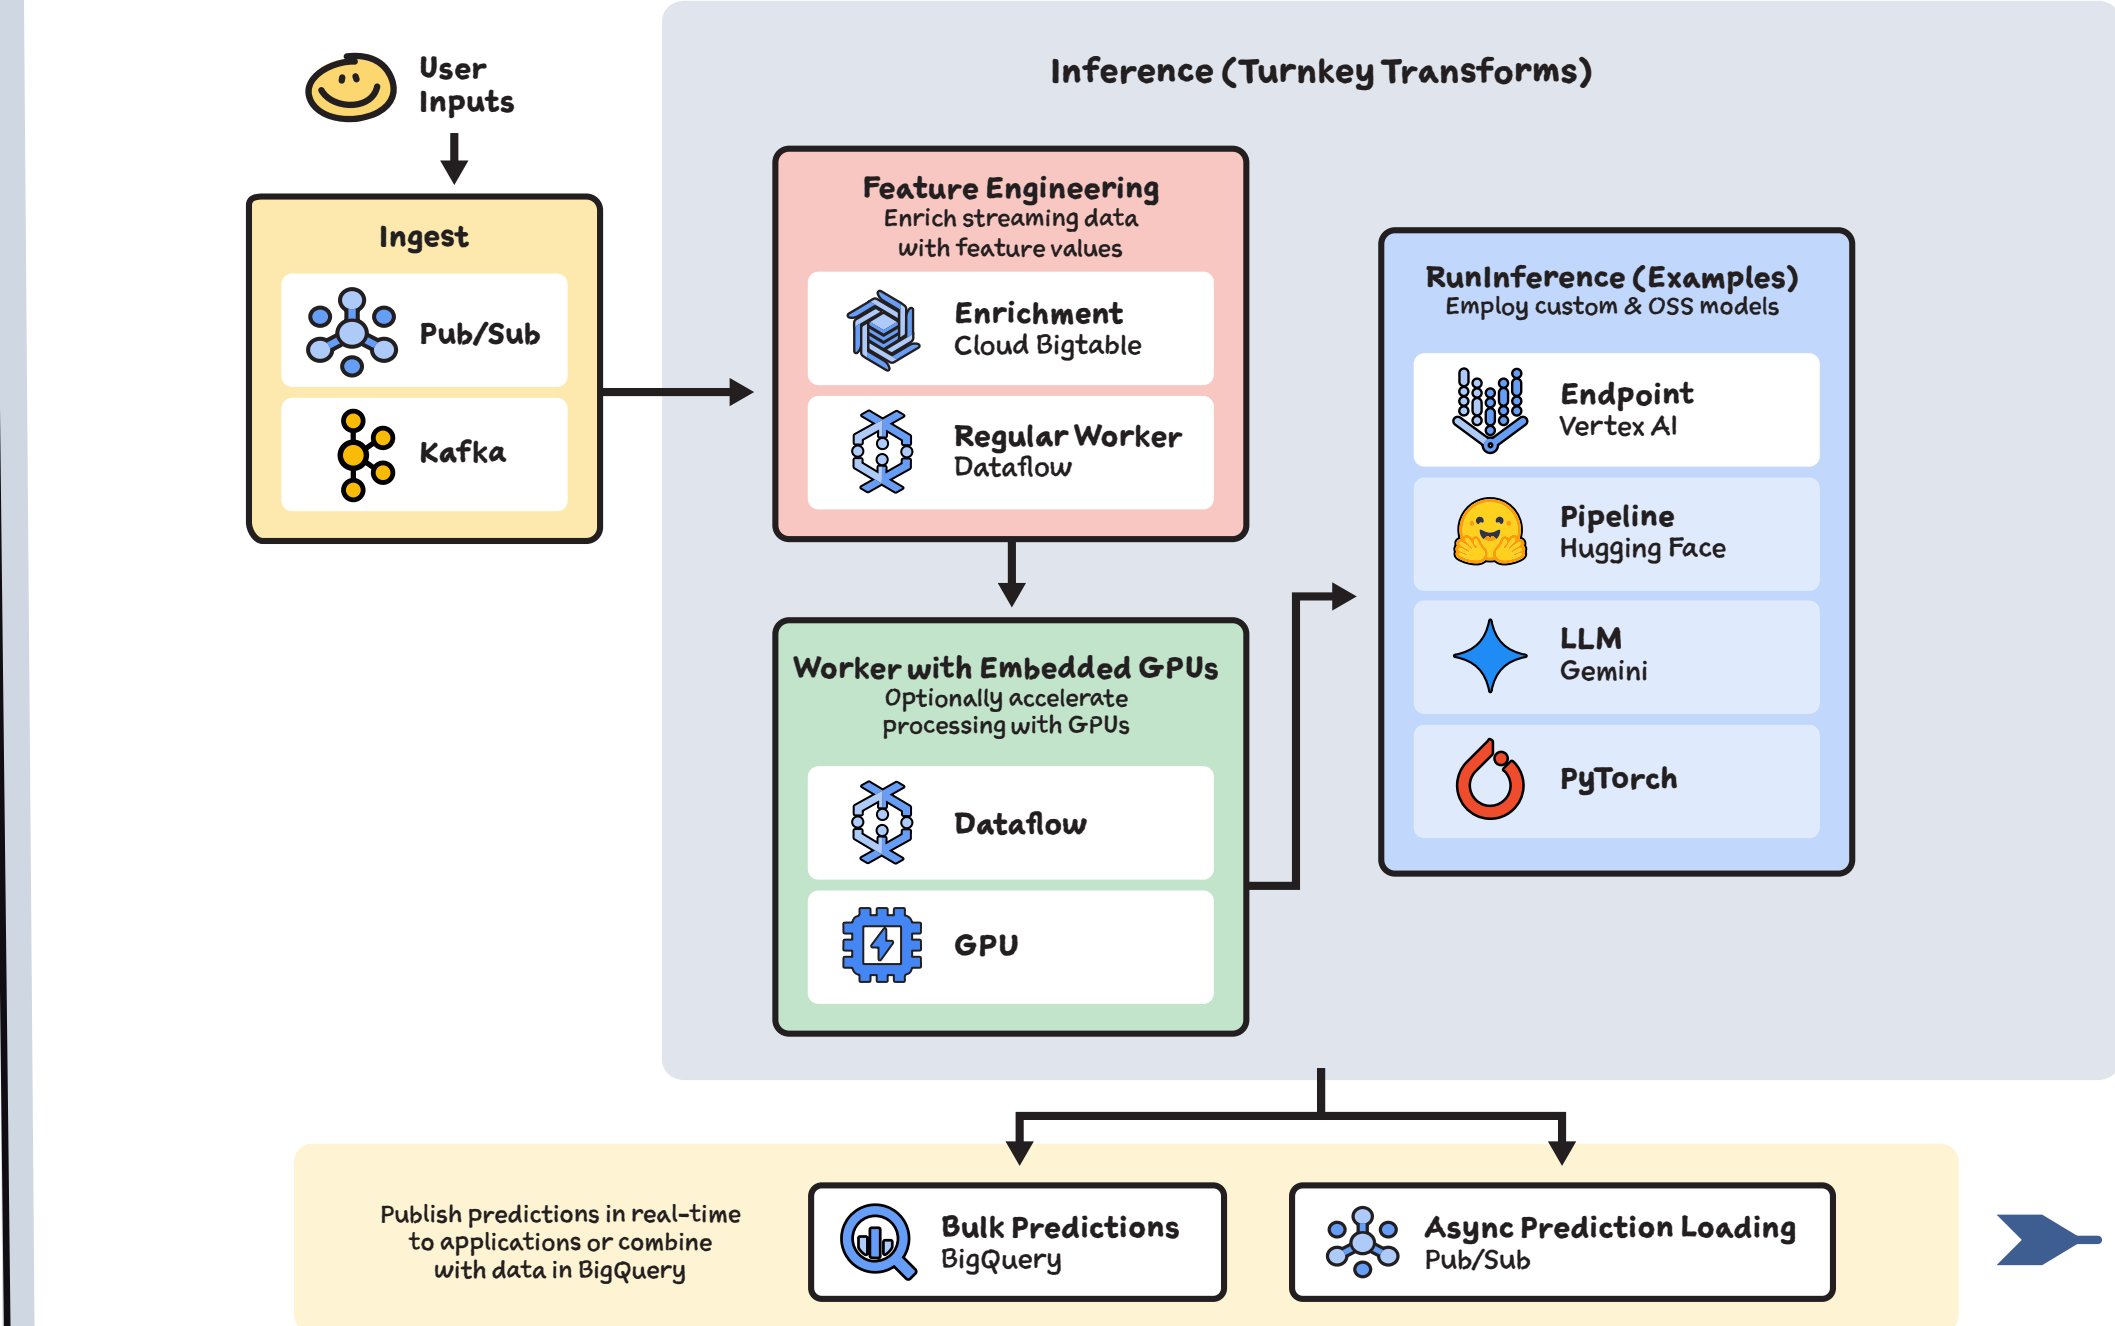 User
Inputs
Inference (Turnkey Transforms)
Ingest
Pub/Sub
Kafka
Feature Engineering
Enrich streaming data
with feature values
Enrichment
Cloud Bigtable
Regular Worker
Dataflow
Worker with Embedded GPUs
Optionally accelerate
processing with GPUs
Dataflow
GPU
RunInference (Examples)
Employ custom & OSS models
Endpoint
Vertex AI
Pipeline
Hugging Face
LLM
Gemini
PyTorch
Publish predictions in real-time
to applications or combine
with data in BigQuery
Bulk Predictions
BigQuery
Async Prediction Loading
Pub/Sub